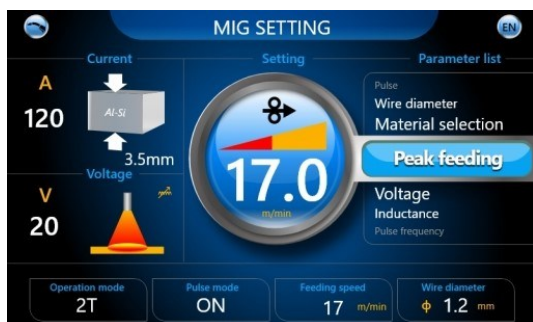 MIG SETTING
EN
Current
A
120
Al-Si
3.5mm
Voltage
V
20
Setting
17.0
m/min
Parameter list
Pulse
Wire diameter
Material selection
Peak feeding
Voltage
Inductance
Pulse frequency
Operation mode
2T
Pulse mode
ON
Feeding speed
17 m/min
Wire diameter
ϕ 1.2 mm